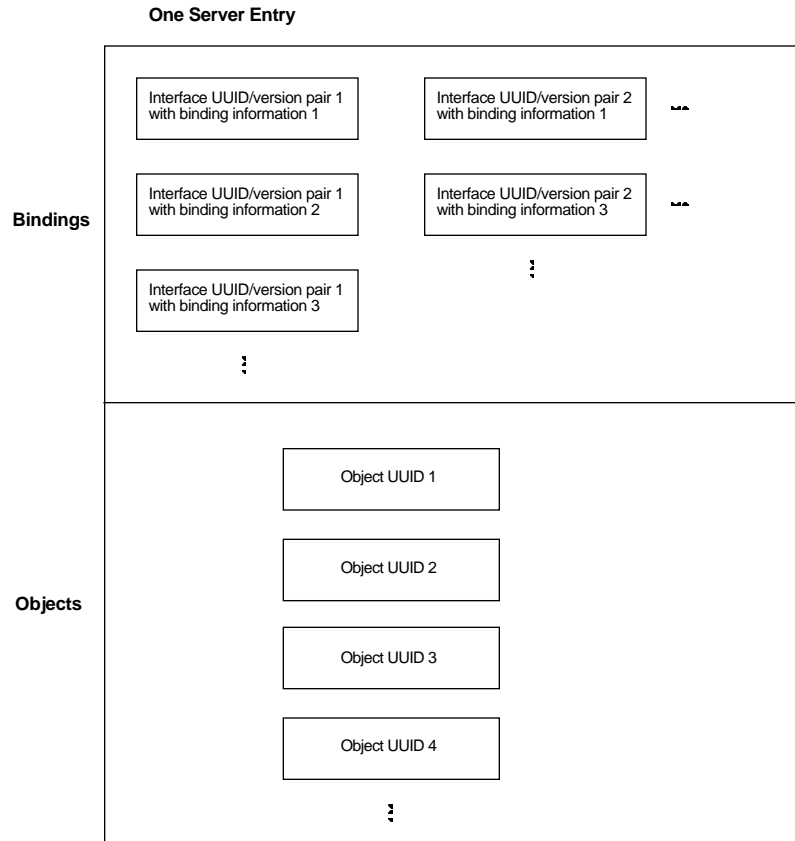 One Server Entry
Interface UUID/version pair 1
with binding information 1
Interface UUID/version pair 2
with binding information 1
Bindings
Interface UUID/version pair 1
with binding information 2
Interface UUID/version pair 2
with binding information 3
Interface UUID/version pair 1
with binding information 3
Object UUID 1
Object UUID 2
Objects
Object UUID 3
Object UUID 4